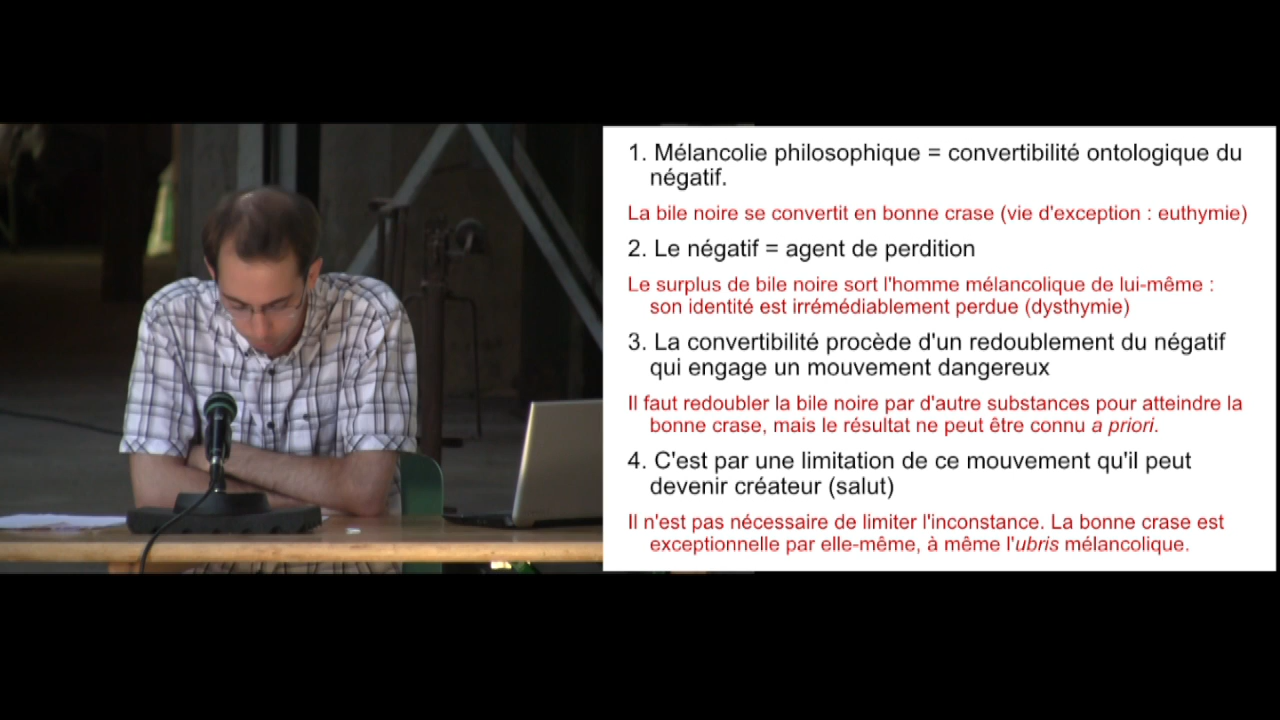 1. Mélancolie philosophique = convertibilité ontologique du
négatif.
La bile noire se convertit en bonne crase (vie d'exception : euthymie)
2. Le négatif = agent de perdition
Le surplus de bile noire sort l'homme mélancolique de lui-même :
son identité est irrémédiablement perdue (dysthymie)
3. La convertibilité procède d'un redoublement du négatif
qui engage un mouvement dangereux
Il faut redoubler la bile noire par d'autre substances pour atteindre la
bonne crase, mais le résultat ne peut être connu a priori.
4. C'est par une limitation de ce mouvement qu'il peut
devenir créateur (salut)
Il n'est pas nécessaire de limiter l'inconstance. La bonne crase est
exceptionnelle par elle-même, à même l'ubris mélancolique.